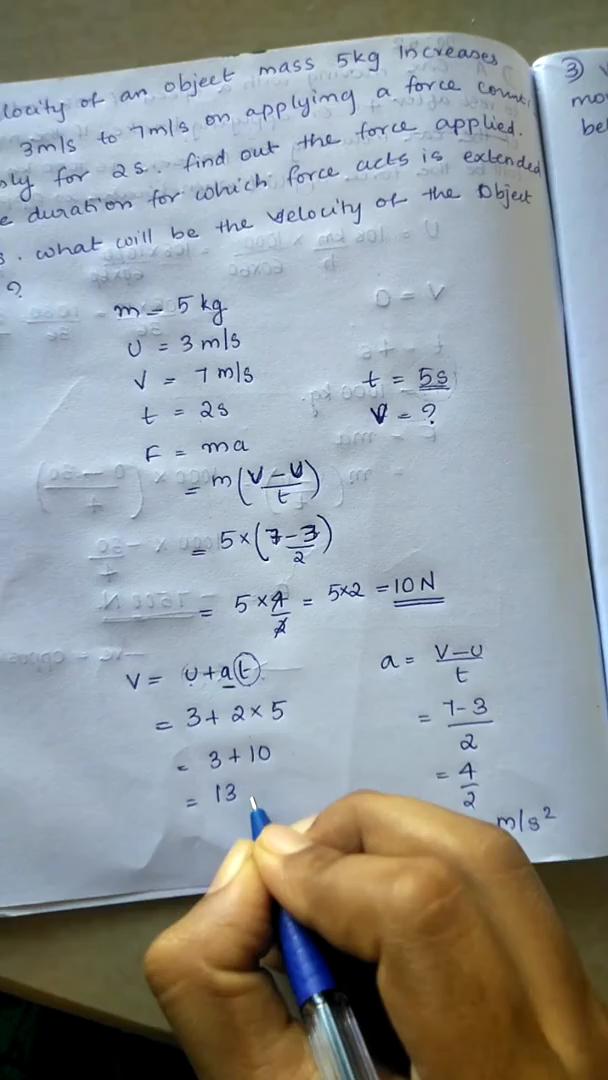 locity of an object mass 5kg Increases
3m/s to 7m/s on applying a force
for 2s. find out the force applied.
duration for which force acts is extended
. what will be the velocity of the Object
?
m = 5 kg
U = 3 m/s
V = 7 m/s
t = 2s
t = 5s
V = ?
F = ma
= m(V-U/t)
= 5×(7-3/2)
= 5×4/2 = 5×2 = 10N
V = U+at
= 3+2×5
= 3+10
= 13
a = V-U/t
= 7-3/2
= 4/2
m/s²
3)